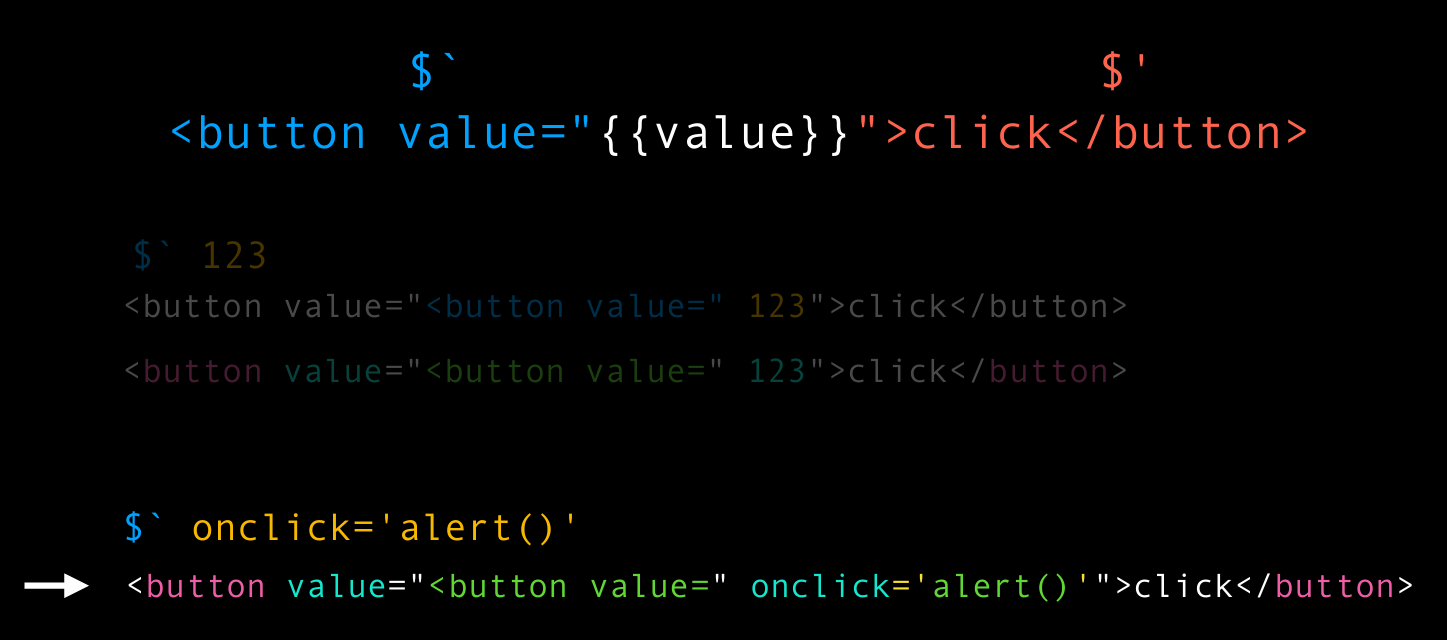 $` $'
<button value="{{value}}">click</button>
$` 123
<button value="<button value=" 123">click</button>
<button value="<button value=" 123">click</button>
$` onclick='alert()'
<button value="<button value=" onclick='alert()'">click</button>